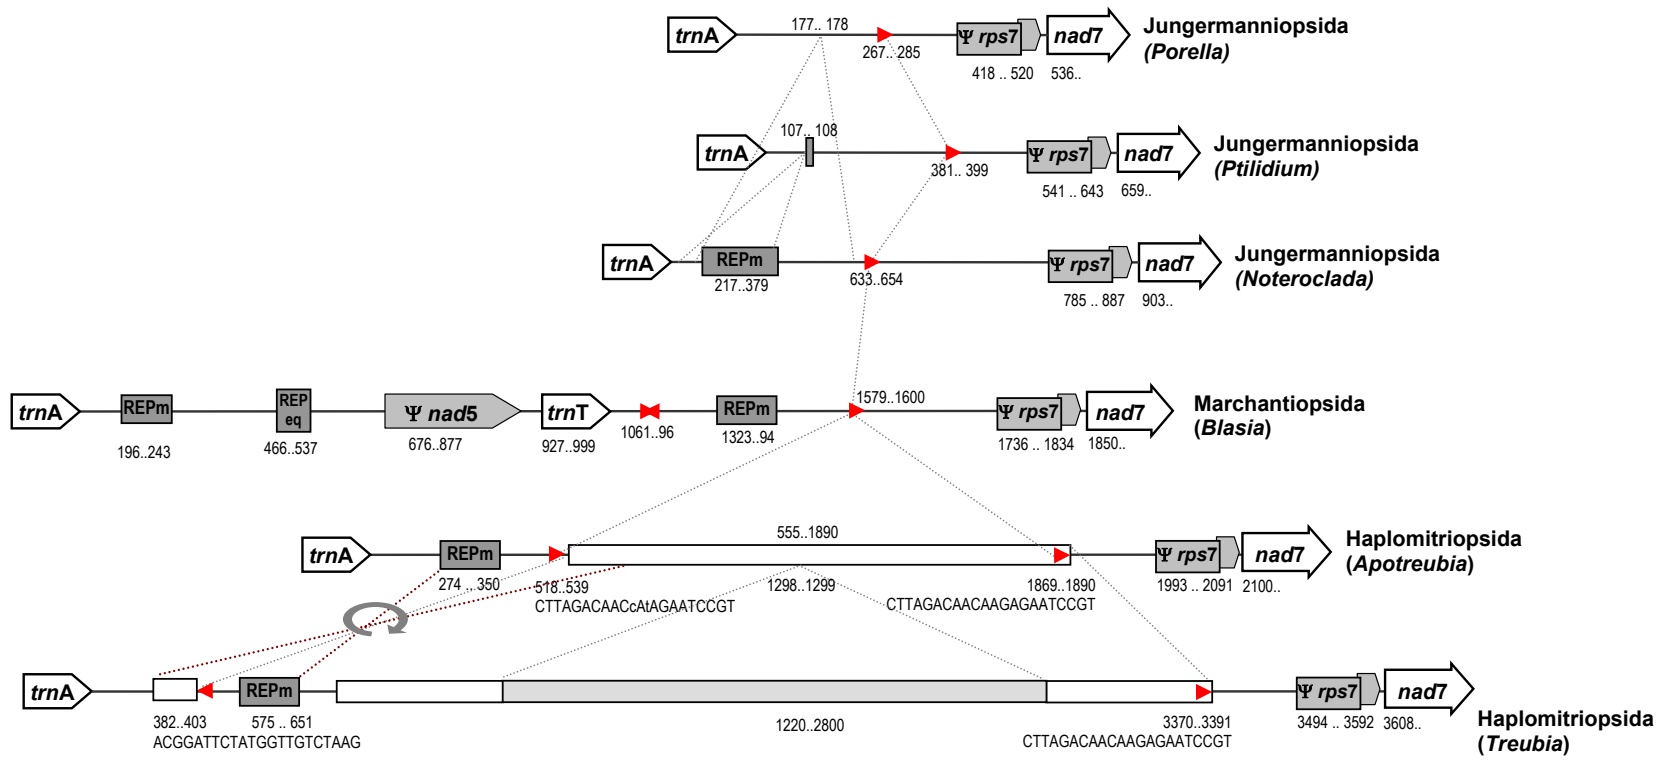 trnA 177.. 178 267.. 285 Ψ rps7 418 .. 520 nad7 536.. Jungermanniopsida
(Porella)
trnA 107.. 108 381.. 399 Ψ rps7 541 .. 643 nad7 659.. Jungermanniopsida
(Ptilidium)
trnA REPm 217..379 633..654 Ψ rps7 785 .. 887 nad7 903.. Jungermanniopsida
(Noteroclada)
trnA REPm 196..243 REP eq 466..537 Ψ nad5 676..877 trnT 927..999 1061..96 REPm 1323..94 1579..1600 Ψ rps7 1736 .. 1834 nad7 1850.. Marchantiopsida
(Blasia)
trnA REPm 274 .. 350 518..539 555..1890 1298..1299 1869..1890 Ψ rps7 1993 .. 2091 nad7 2100.. Haplomitriopsida
(Apotreubia)
CTTAGACAACcAtAGAATCCGT CTTAGACAACAAGAGAATCCGT
trnA 382..403 REPm 575 .. 651 1220..2800 3370..3391 Ψ rps7 3494 .. 3592 nad7 3608.. Haplomitriopsida
(Treubia)
ACGGATTCTATGGTTGTCTAAG CTTAGACAACAAGAGAATCCGT